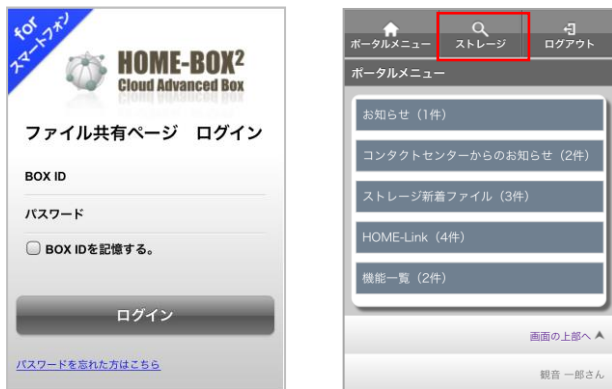 for
スマートフォン
HOME-BOX²
Cloud Advanced Box
ファイル共有ページ ログイン
BOX ID
パスワード
BOX IDを記憶する。
ログイン
パスワードを忘れた方はこちら
ポータルメニュー ストレージ ログアウト
ポータルメニュー
お知らせ（1件）
コンタクトセンターからのお知らせ（2件）
ストレージ新着ファイル（3件）
HOME-Link（4件）
機能一覧（2件）
画面の上部へ
観音 一郎さん